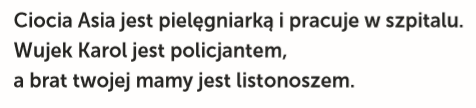 Ciocia Asia jest pielęgniarką i pracuje w szpitalu.
Wujek Karol jest policjantem,
a brat twojej mamy jest listonoszem.